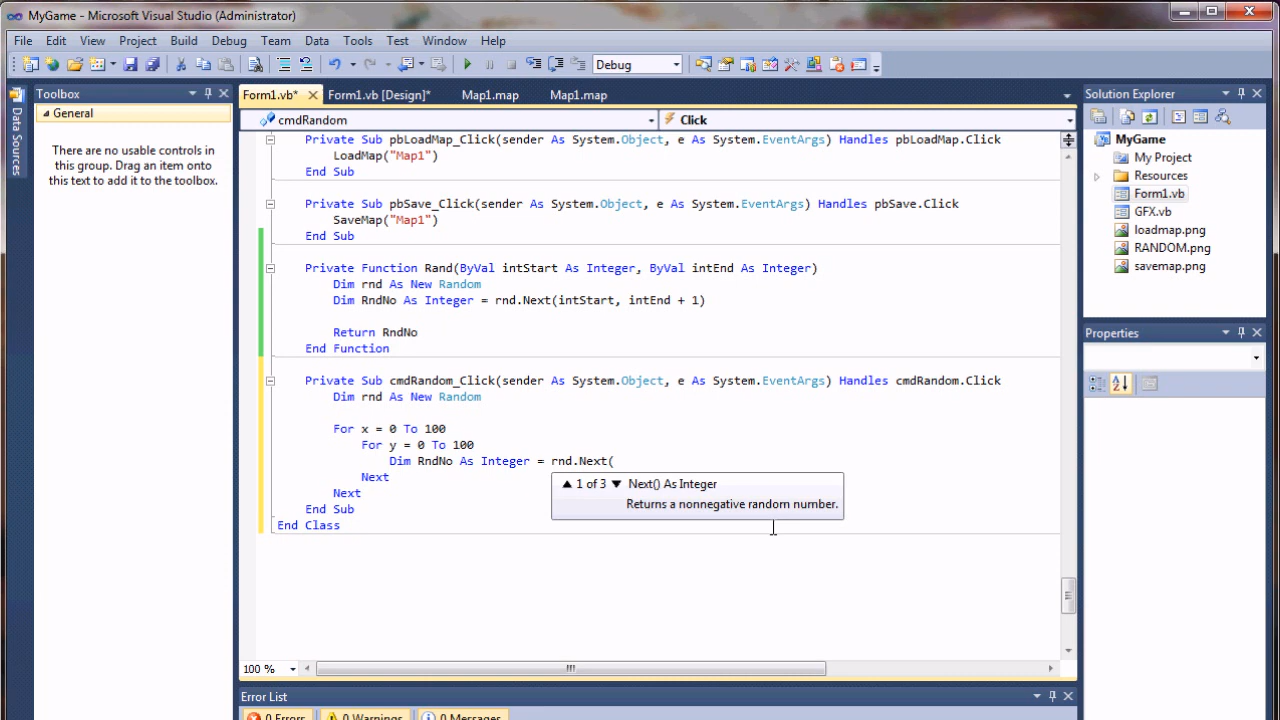 MyGame - Microsoft Visual Studio (Administrator)
File Edit View Project Build Debug Team Data Tools Test Window Help
Debug
Data Sources
Toolbox
General
There are no usable controls in
this group. Drag an item onto
this text to add it to the toolbox.
Form1.vb* Form1.vb [Design]* Map1.map Map1.map
cmdRandom Click
Private Sub pbLoadMap_Click(sender As System.Object, e As System.EventArgs) Handles pbLoadMap.Click
LoadMap("Map1")
End Sub
Private Sub pbSave_Click(sender As System.Object, e As System.EventArgs) Handles pbSave.Click
SaveMap("Map1")
End Sub
Private Function Rand(ByVal intStart As Integer, ByVal intEnd As Integer)
Dim rnd As New Random
Dim RndNo As Integer = rnd.Next(intStart, intEnd + 1)
Return RndNo
End Function
Private Sub cmdRandom_Click(sender As System.Object, e As System.EventArgs) Handles cmdRandom.Click
Dim rnd As New Random
For x = 0 To 100
For y = 0 To 100
Dim RndNo As Integer = rnd.Next(
Next
1 of 3 Next() As Integer
Returns a nonnegative random number.
Next
End Sub
End Class
100 %
Error List
0 Errors 0 Warnings 0 Messages
Solution Explorer
MyGame
My Project
Resources
Form1.vb
GFX.vb
loadmap.png
RANDOM.png
savemap.png
Properties